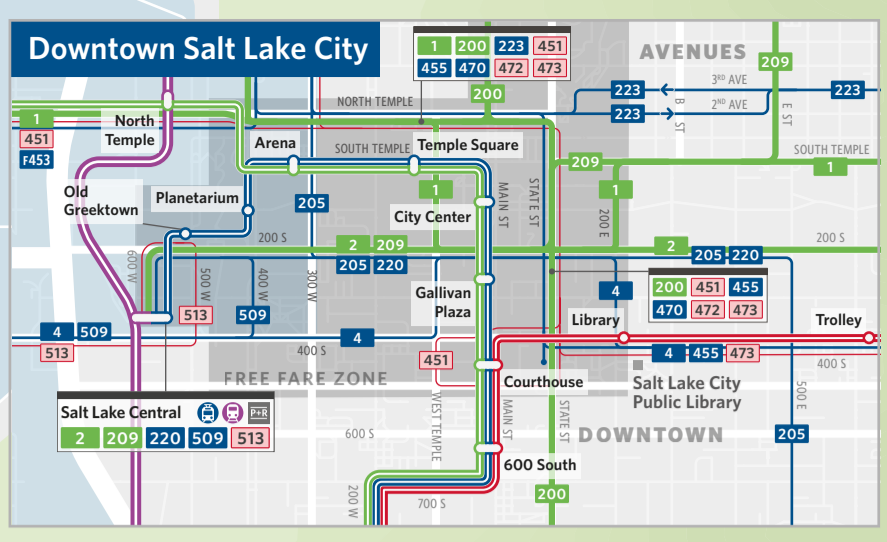 Downtown Salt Lake City
1 200 223 451
455 470 472 473
AVENUES
209
200
223
3RD AVE
223
223
2ND AVE
B ST
E ST
NORTH TEMPLE
1
451
F453
North
Temple
Arena
SOUTH TEMPLE
Temple Square
209
SOUTH TEMPLE
1
Old
Greektown
Planetarium
205
1
MAIN ST
STATE ST
1
200 E
City Center
200 S
2 209
205 220
2
205 220
200 S
600 W
500 W
400 W
300 W
Gallivan
Plaza
4
200 451 455
470 472 473
513
509
Library
Trolley
4 509
513
4
400 S
451
4 455 473
400 S
FREE FARE ZONE
Courthouse
Salt Lake City
Public Library
500 E
Salt Lake Central P+R
2 209 220 509 513
WEST TEMPLE
MAIN ST
STATE ST
600 S
DOWNTOWN
205
600 South
200 W
700 S
200